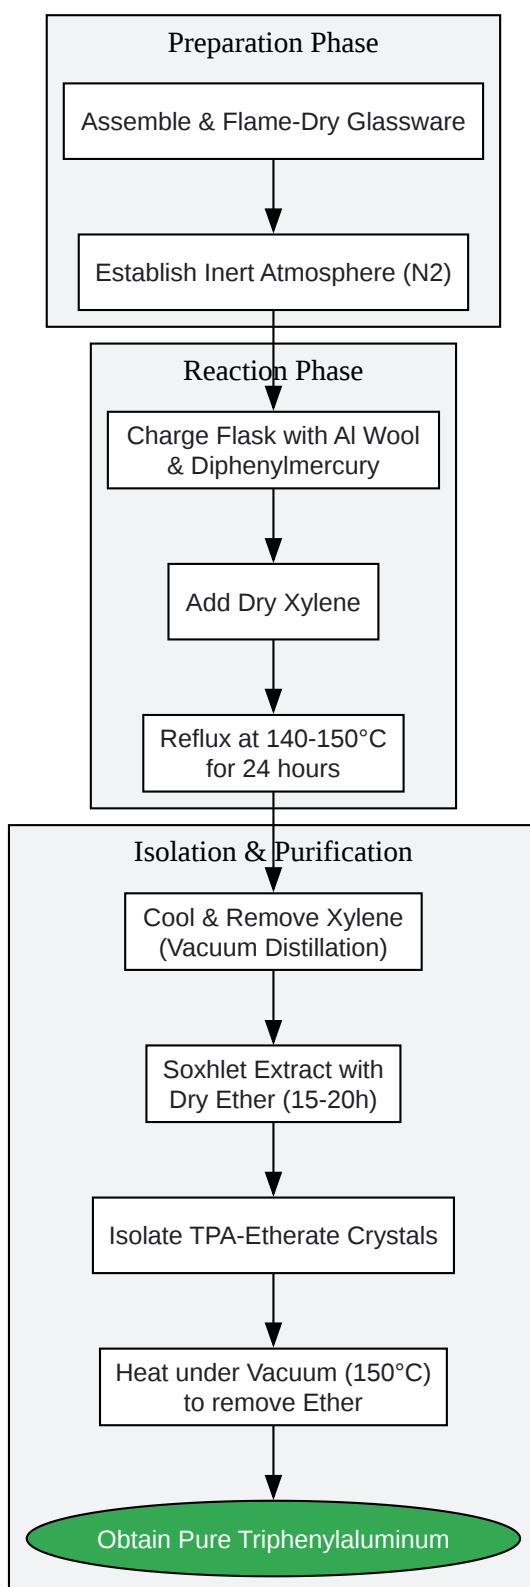 Preparation Phase
Assemble & Flame-Dry Glassware
Establish Inert Atmosphere (N2)
Reaction Phase
Charge Flask with Al Wool
& Diphenylmercury
Add Dry Xylene
Reflux at 140-150°C
for 24 hours
Isolation & Purification
Cool & Remove Xylene
(Vacuum Distillation)
Soxhlet Extract with
Dry Ether (15-20h)
Isolate TPA-Etherate Crystals
Heat under Vacuum (150°C)
to remove Ether
Obtain Pure Triphenylaluminum